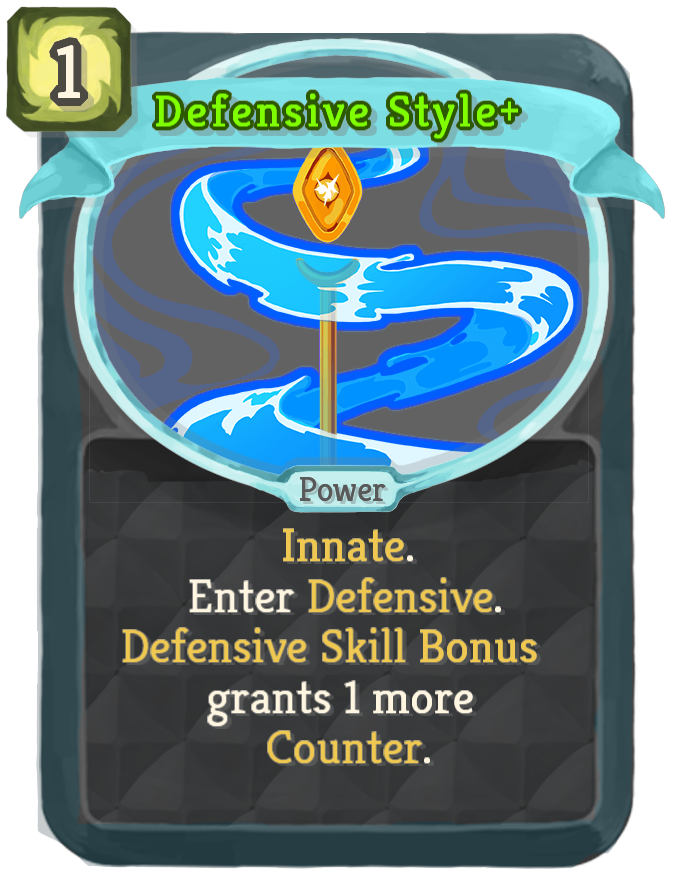 1
Defensive Style+
Power
Innate.
Enter Defensive.
Defensive Skill Bonus
grants 1 more
Counter.